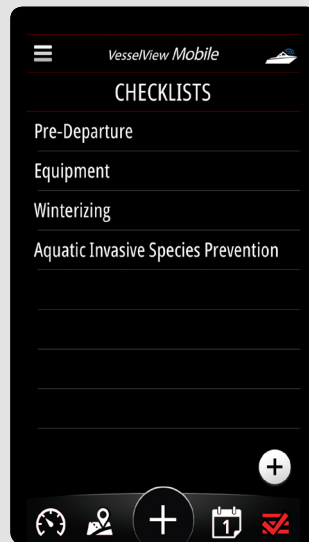 VesselView Mobile
CHECKLISTS
Pre-Departure
Equipment
Winterizing
Aquatic Invasive Species Prevention
1